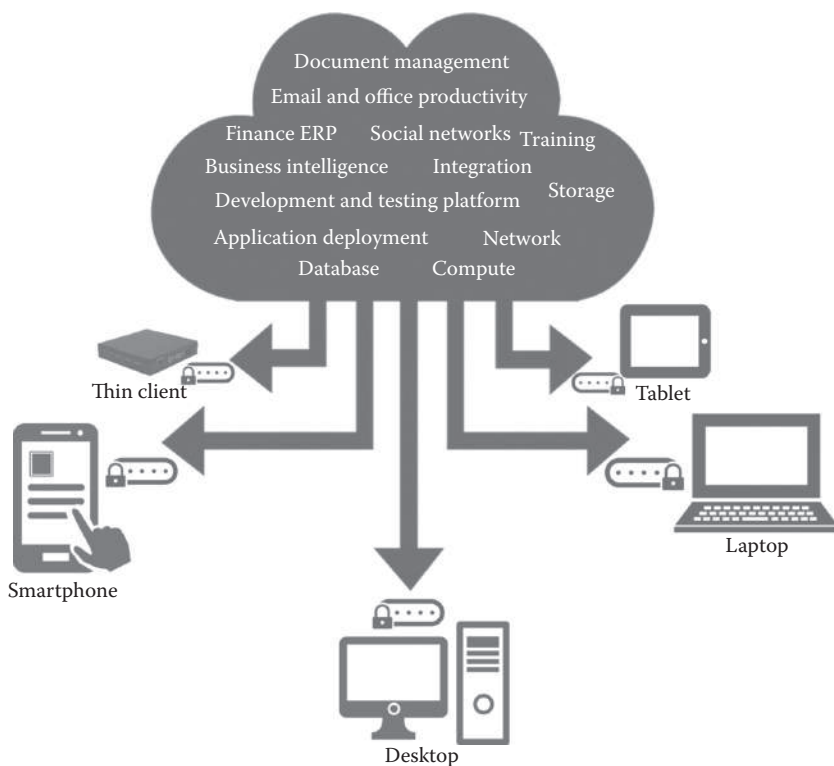 Document management
Email and office productivity
Finance ERP Social networks Training
Business intelligence Integration
Storage
Development and testing platform
Application deployment Network
Database Compute
Thin client
Tablet
Smartphone
Laptop
Desktop